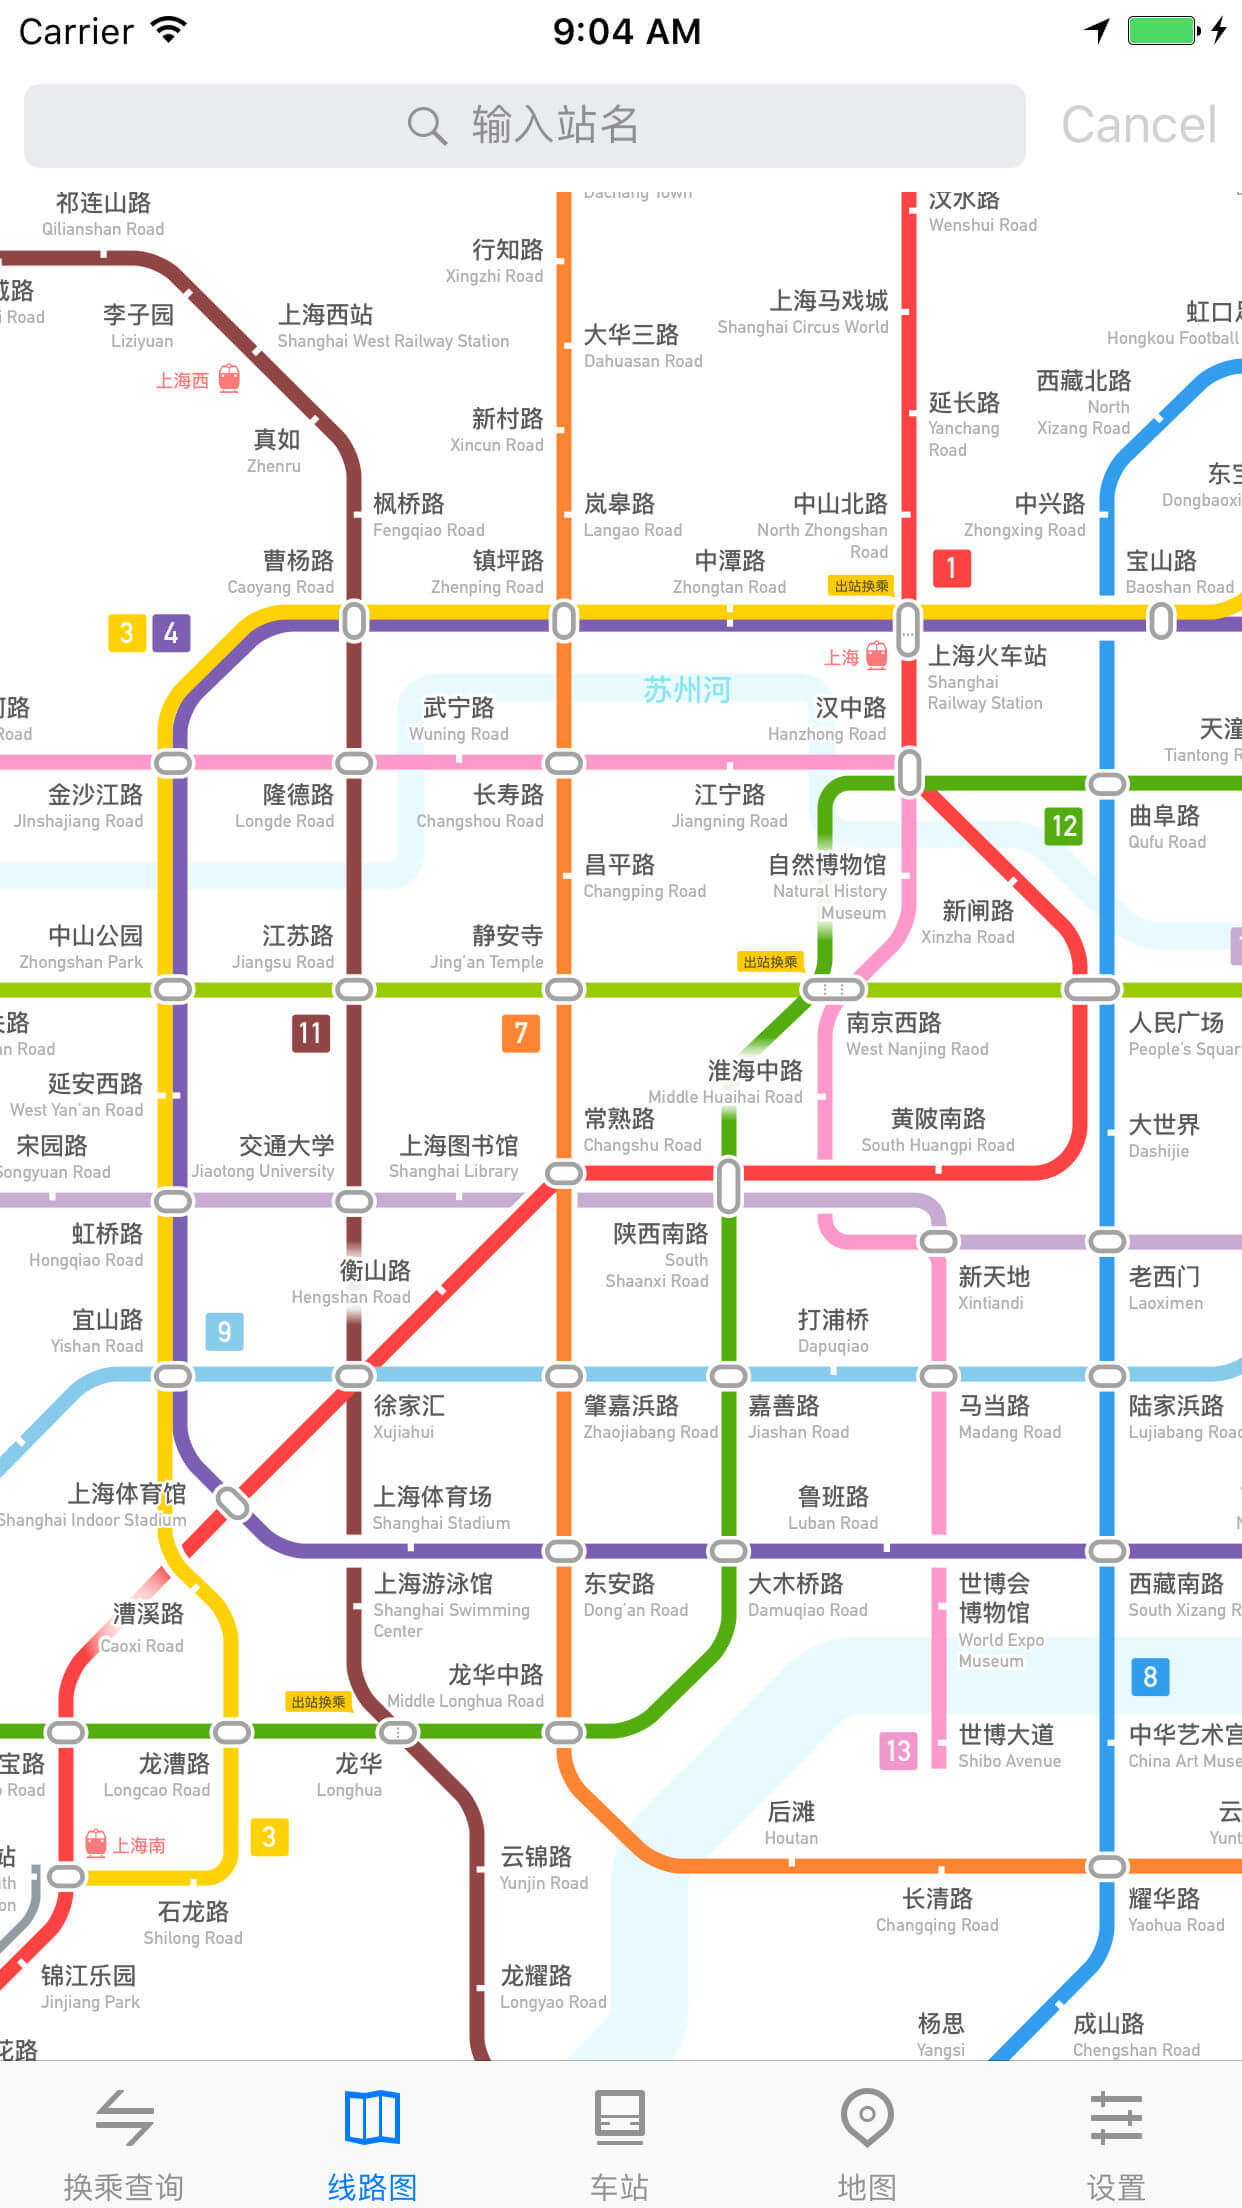 Carrier
9:04 AM
输入站名
Cancel
祁连山路
Qilianshan Road
Dachang Town
汶水路
Wenshui Road
行知路
Xingzhi Road
路
i Road
李子园
Liziyuan
上海西站
Shanghai West Railway Station
上海西
大华三路
Dahuasan Road
上海马戏城
Shanghai Circus World
虹口足
Hongkou Football
西藏北路
North
Xizang Road
延长路
Yanchang
Road
新村路
Xincun Road
真如
Zhenru
枫桥路
Fengqiao Road
岚皋路
Langao Road
中山北路
North Zhongshan
Road
中兴路
Zhongxing Road
东宝
Dongbaoxi
曹杨路
Caoyang Road
镇坪路
Zhenping Road
中潭路
Zhongtan Road
出站换乘
1
宝山路
Baoshan Road
3
4
上海
上海火车站
Shanghai
Railway Station
苏州河
路
Road
武宁路
Wuning Road
汉中路
Hanzhong Road
天潼
Tiantong R
金沙江路
JInshajiang Road
隆德路
Longde Road
长寿路
Changshou Road
江宁路
Jiangning Road
12
曲阜路
Qufu Road
昌平路
Changping Road
自然博物馆
Natural History
Museum
新闸路
Xinzha Road
中山公园
Zhongshan Park
江苏路
Jiangsu Road
静安寺
Jing'an Temple
出站换乘
路
an Road
11
7
南京西路
West Nanjing Raod
人民广场
People's Squar
延安西路
West Yan'an Road
淮海中路
Middle Huaihai Road
宋园路
Songyuan Road
交通大学
Jiaotong University
上海图书馆
Shanghai Library
常熟路
Changshu Road
黄陂南路
South Huangpi Road
大世界
Dashijie
虹桥路
Hongqiao Road
衡山路
Hengshan Road
陕西南路
South
Shaanxi Road
新天地
Xintiandi
老西门
Laoximen
宜山路
Yishan Road
9
打浦桥
Dapuqiao
徐家汇
Xujiahui
肇嘉浜路
Zhaojiabang Road
嘉善路
Jiashan Road
马当路
Madang Road
陆家浜路
Lujiabang Road
上海体育馆
Shanghai Indoor Stadium
上海体育场
Shanghai Stadium
鲁班路
Luban Road
漕溪路
Caoxi Road
上海游泳馆
Shanghai Swimming
Center
东安路
Dong'an Road
大木桥路
Damuqiao Road
世博会
博物馆
World Expo
Museum
西藏南路
South Xizang R
8
出站换乘
龙华中路
Middle Longhua Road
宝路
o Road
龙漕路
Longcao Road
龙华
Longhua
13
世博大道
Shibo Avenue
中华艺术宫
China Art Muse
3
上海南
站
th
on
石龙路
Shilong Road
云锦路
Yunjin Road
后滩
Houtan
云
Yunt
长清路
Changqing Road
耀华路
Yaohua Road
锦江乐园
Jinjiang Park
龙耀路
Longyao Road
花路
杨思
Yangsi
成山路
Chengshan Road
换乘查询
线路图
车站
地图
设置